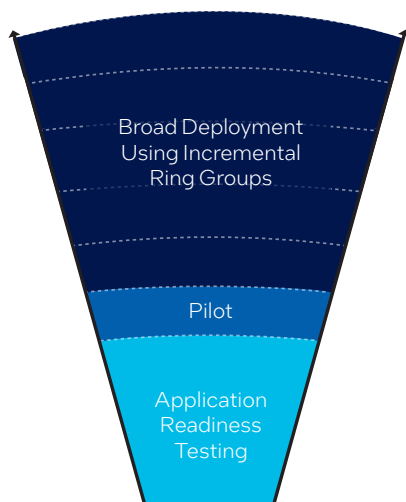 Broad Deployment
Using Incremental
Ring Groups
Pilot
Application
Readiness
Testing